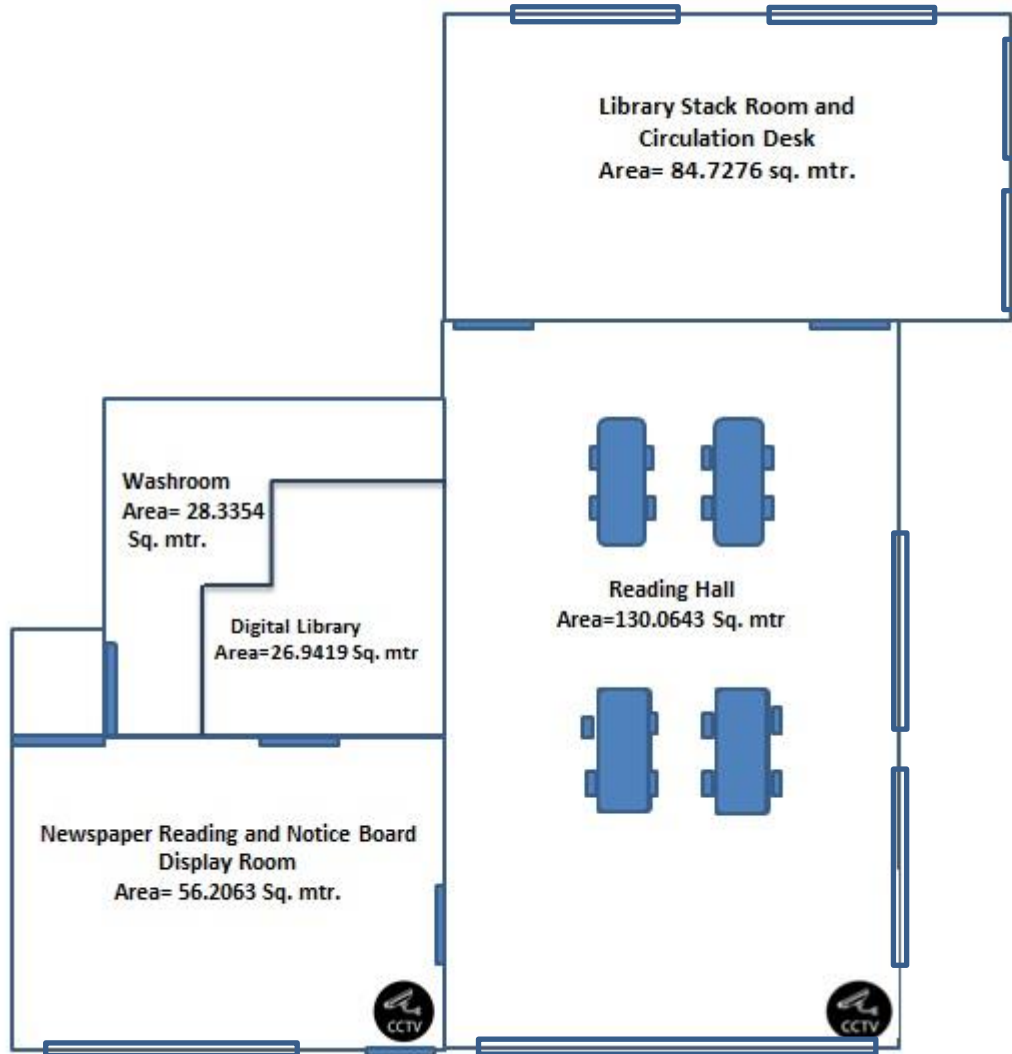 Library Stack Room and
Circulation Desk
Area= 84.7276 sq. mtr.
Washroom
Area= 28.3354
Sq. mtr.
Digital Library
Area=26.9419 Sq. mtr
Reading Hall
Area=130.0643 Sq. mtr
Newspaper Reading and Notice Board
Display Room
Area= 56.2063 Sq. mtr.
CCTV
CCTV